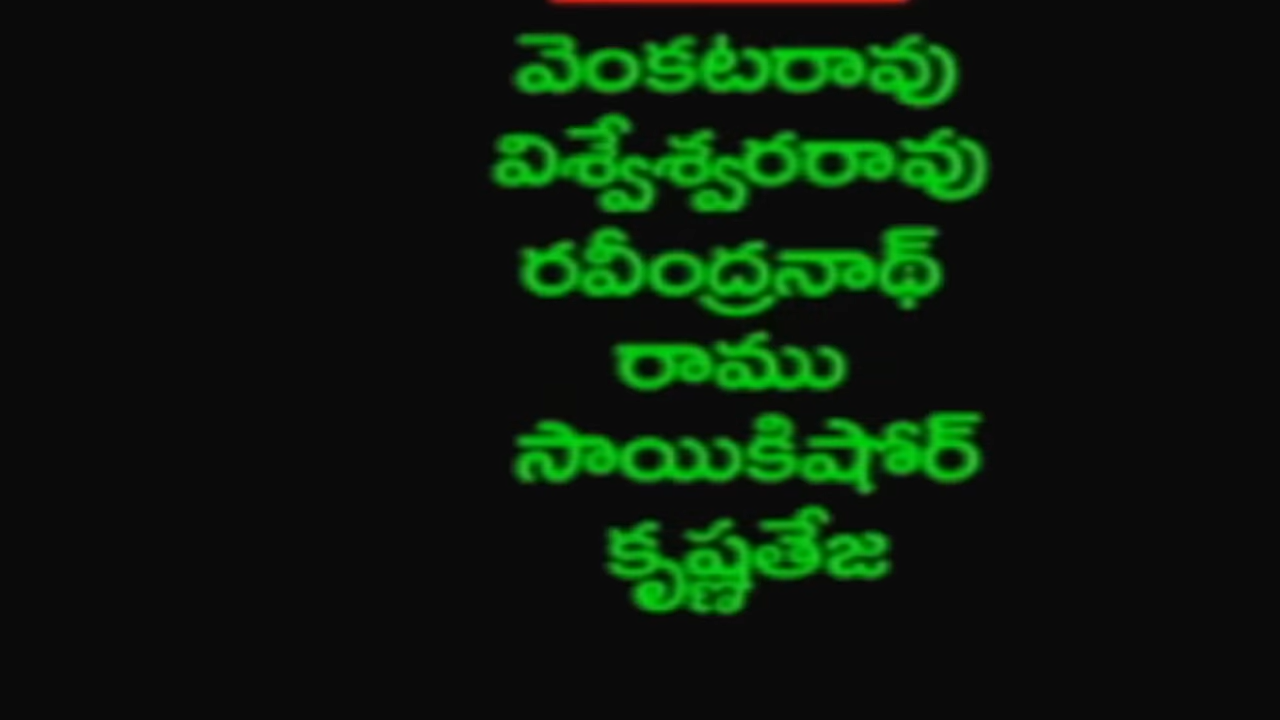 వెంకటరావు
విశ్వేశ్వరరావు
రవీంద్రనాథ్
రాము
సాయికిషోర్
కృష్ణతేజ